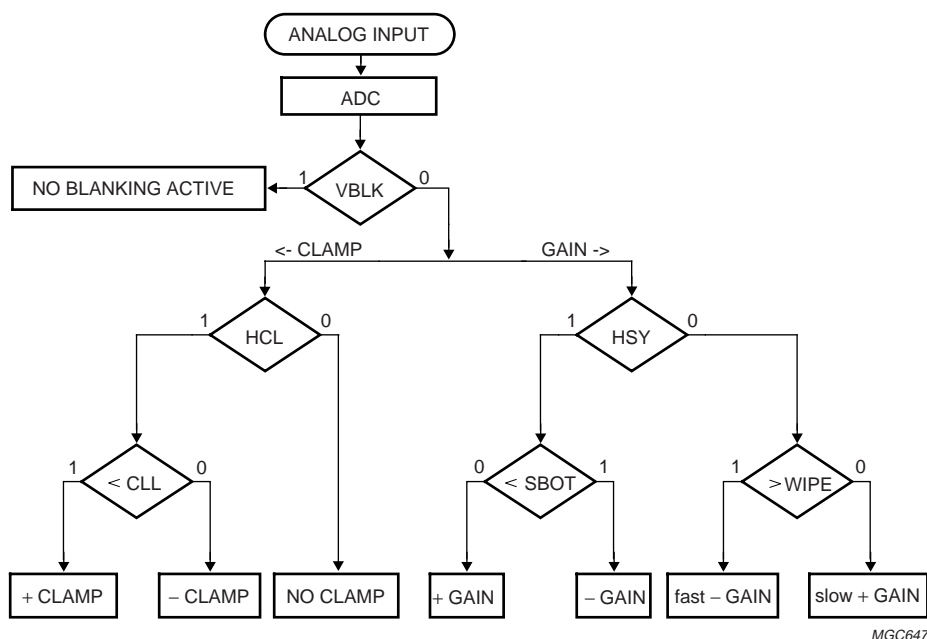 ANALOG INPUT
ADC
NO BLANKING ACTIVE
1
VBLK
0
<- CLAMP
GAIN ->
1
HCL
0
1
HSY
0
1
< CLL
0
0
< SBOT
1
1
> WIPE
0
+ CLAMP
− CLAMP
NO CLAMP
+ GAIN
− GAIN
fast − GAIN
slow + GAIN
MGC647